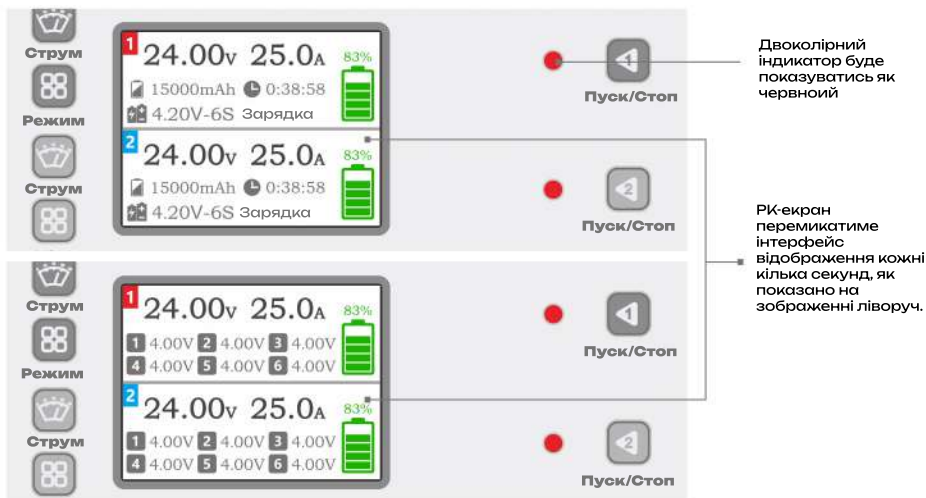 Струм
Режим
Струм
1
24.00v 25.0A 83%
15000mAh 0:38:58
4.20V-6S Зарядка
2
24.00v 25.0A 83%
15000mAh 0:38:58
4.20V-6S Зарядка
1
Пуск/Стоп
2
Пуск/Стоп
Двоколірний
індикатор буде
показуватись як
червноий
РК-екран
перемикатиме
інтерфейс
відображення кожні
кілька секунд, як
показано на
зображенні ліворуч.
Струм
Режим
Струм
1
24.00v 25.0A 83%
1 4.00V 2 4.00V 3 4.00V
4 4.00V 5 4.00V 6 4.00V
2
24.00v 25.0A 83%
1 4.00V 2 4.00V 3 4.00V
4 4.00V 5 4.00V 6 4.00V
1
Пуск/Стоп
2
Пуск/Стоп